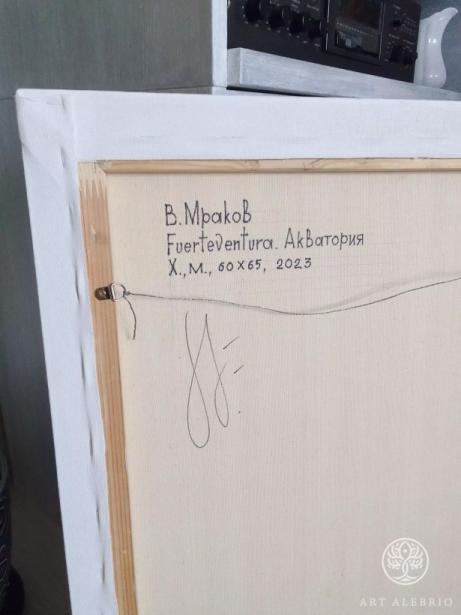 В.Мраков
Fuerteventura. Акватория
Х.,м., 60х65, 2023
ART ALEBRIO